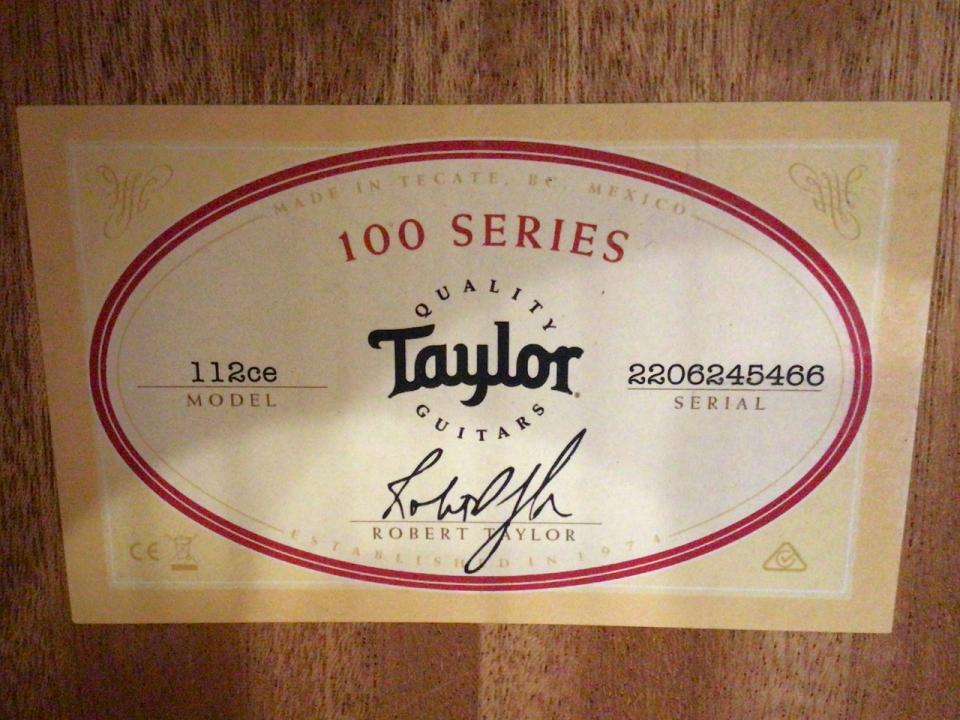 MADE IN TECATE, BC, MEXICO
100 SERIES
QUALITY
Taylor
GUITARS
112ce
MODEL
2206245466
SERIAL
ROBERT TAYLOR
ESTABLISHED IN 1974
CE